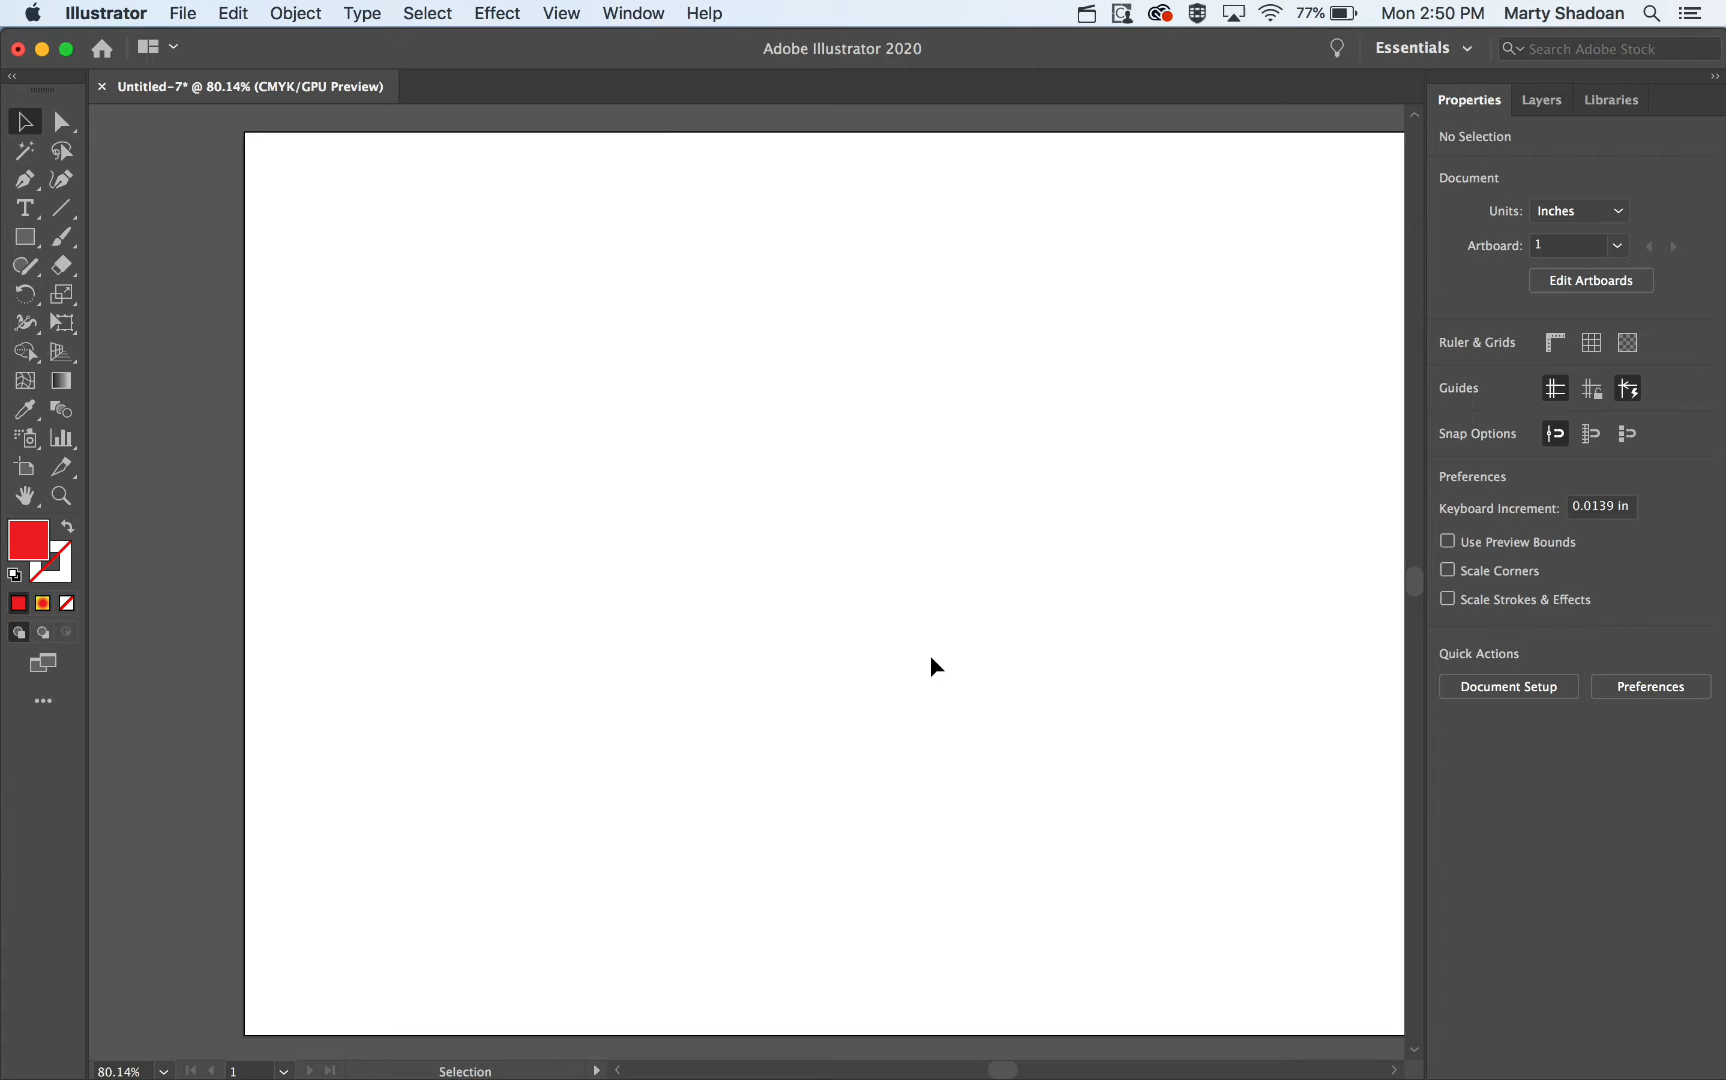 Illustrator File Edit Object Type Select Effect View Window Help 77% Mon 2:50 PM Marty Shadoan
Adobe Illustrator 2020 Essentials Search Adobe Stock
Untitled-7* @ 80.14% (CMYK/GPU Preview)
Properties Layers Libraries
No Selection
Document
Units: Inches
Artboard: 1
Edit Artboards
Ruler & Grids
Guides
Snap Options
Preferences
Keyboard Increment: 0.0139 in
Use Preview Bounds
Scale Corners
Scale Strokes & Effects
Quick Actions
Document Setup Preferences
80.14% 1 Selection